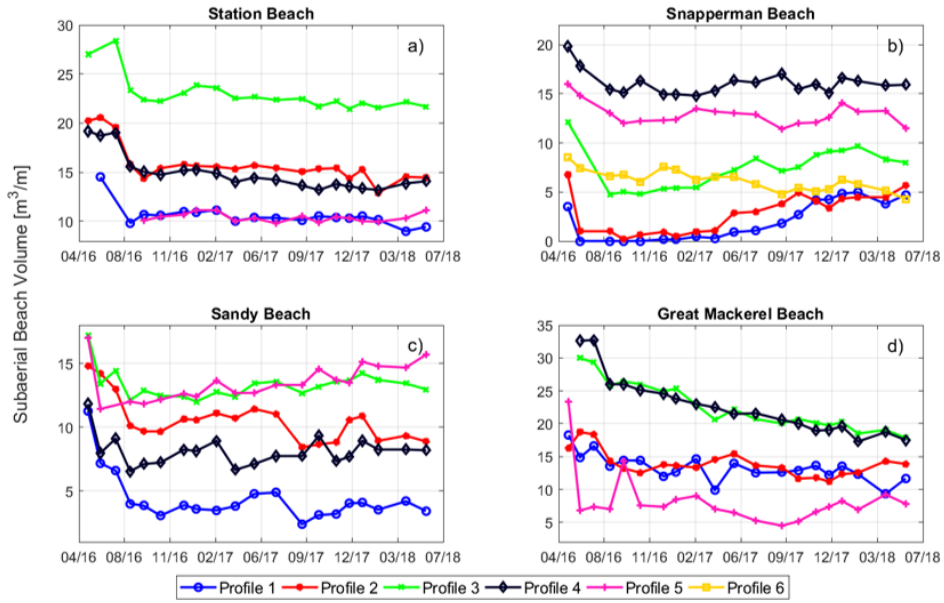 Station Beach
Snapperman Beach
Subaerial Beach Volume [m³/m]
a)
30
25
20
15
10
04/16 08/16 11/16 02/17 06/17 09/17 12/17 03/18 07/18
b)
20
15
10
5
0
04/16 08/16 11/16 02/17 06/17 09/17 12/17 03/18 07/18
Sandy Beach
Great Mackerel Beach
c)
15
10
5
04/16 08/16 11/16 02/17 06/17 09/17 12/17 03/18 07/18
d)
35
30
25
20
15
10
5
04/16 08/16 11/16 02/17 06/17 09/17 12/17 03/18 07/18
Profile 1 Profile 2 Profile 3 Profile 4 Profile 5 Profile 6